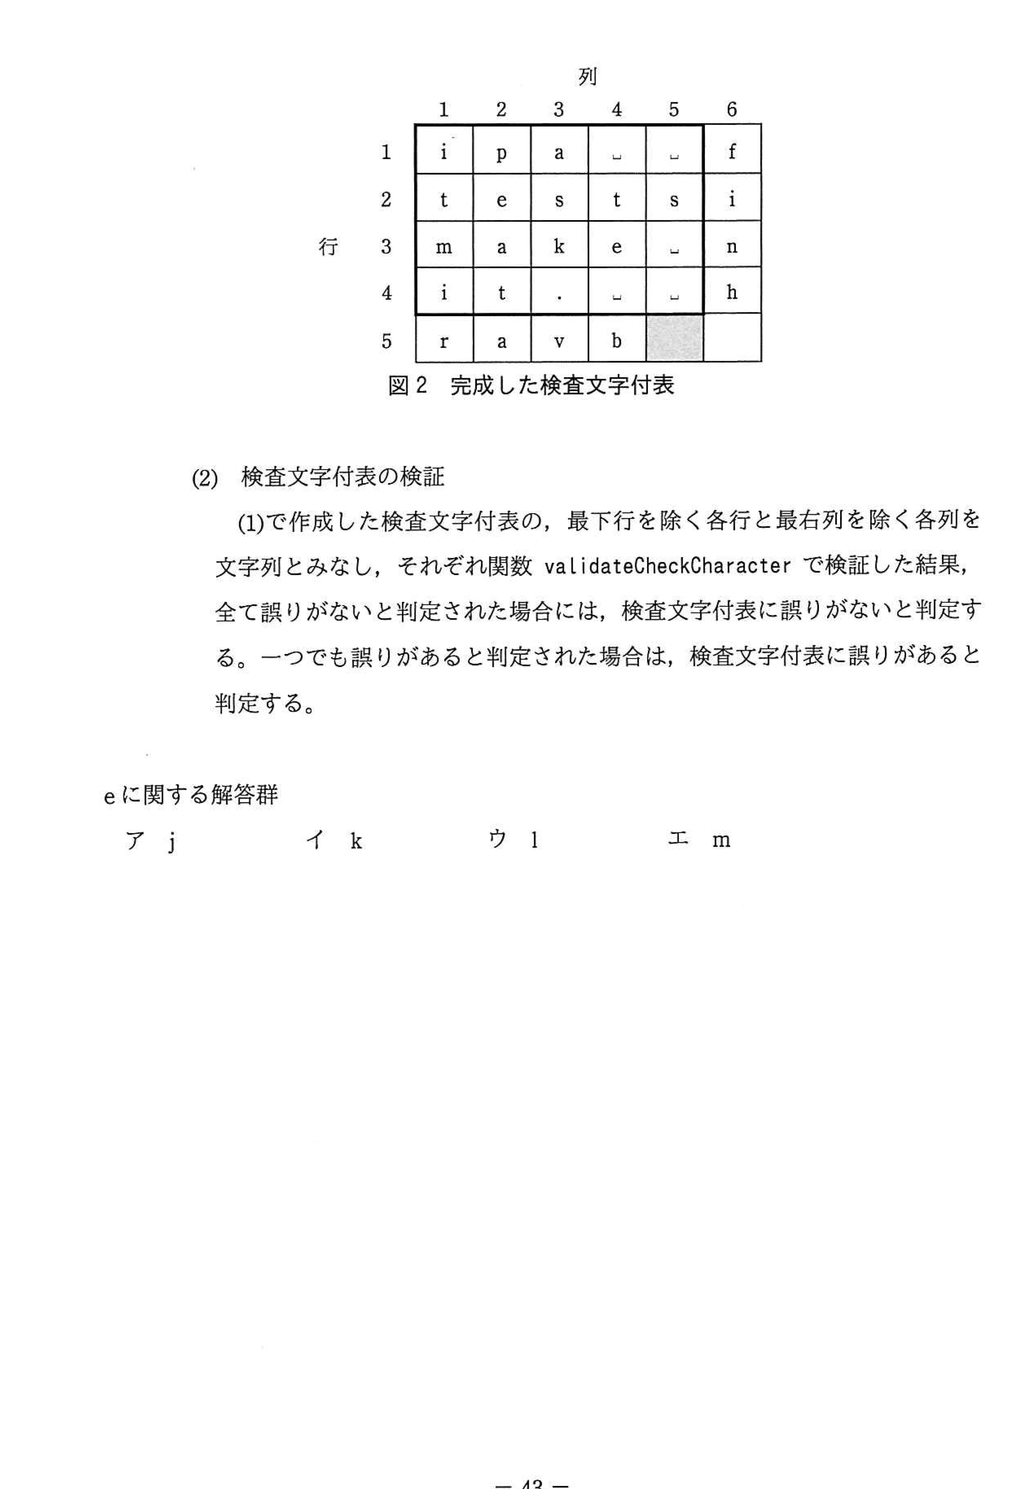 列
1 2 3 4 5 6
1 i p a ␣ ␣ f
2 t e s t s i
行 3 m a k e ␣ n
4 i t . ␣ ␣ h
5 r a v b
図2 完成した検査文字付表
(2) 検査文字付表の検証
(1)で作成した検査文字付表の，最下行を除く各行と最右列を除く各列を
文字列とみなし，それぞれ関数 validateCheckCharacter で検証した結果，
全て誤りがないと判定された場合には，検査文字付表に誤りがないと判定す
る。一つでも誤りがあると判定された場合は，検査文字付表に誤りがあると
判定する。
e に関する解答群
ア j イ k ウ l エ m
— 43 —